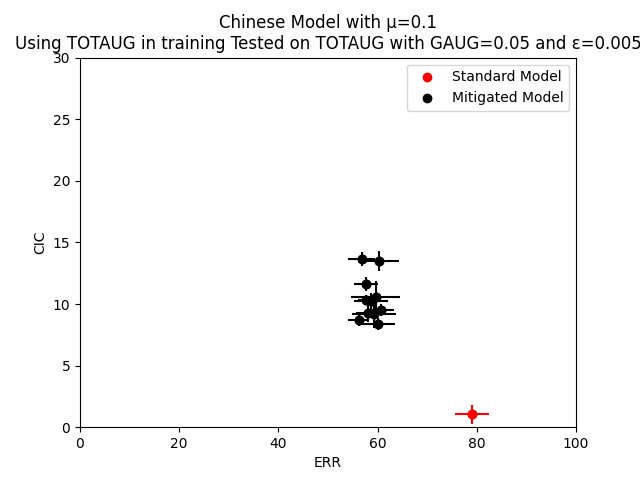 Chinese Model with μ=0.1
Using TOTAUG in training Tested on TOTAUG with GAUG=0.05 and ε=0.005
30
25
20
15
10
5
0
CIC
Standard Model
Mitigated Model
0 20 40 60 80 100
ERR